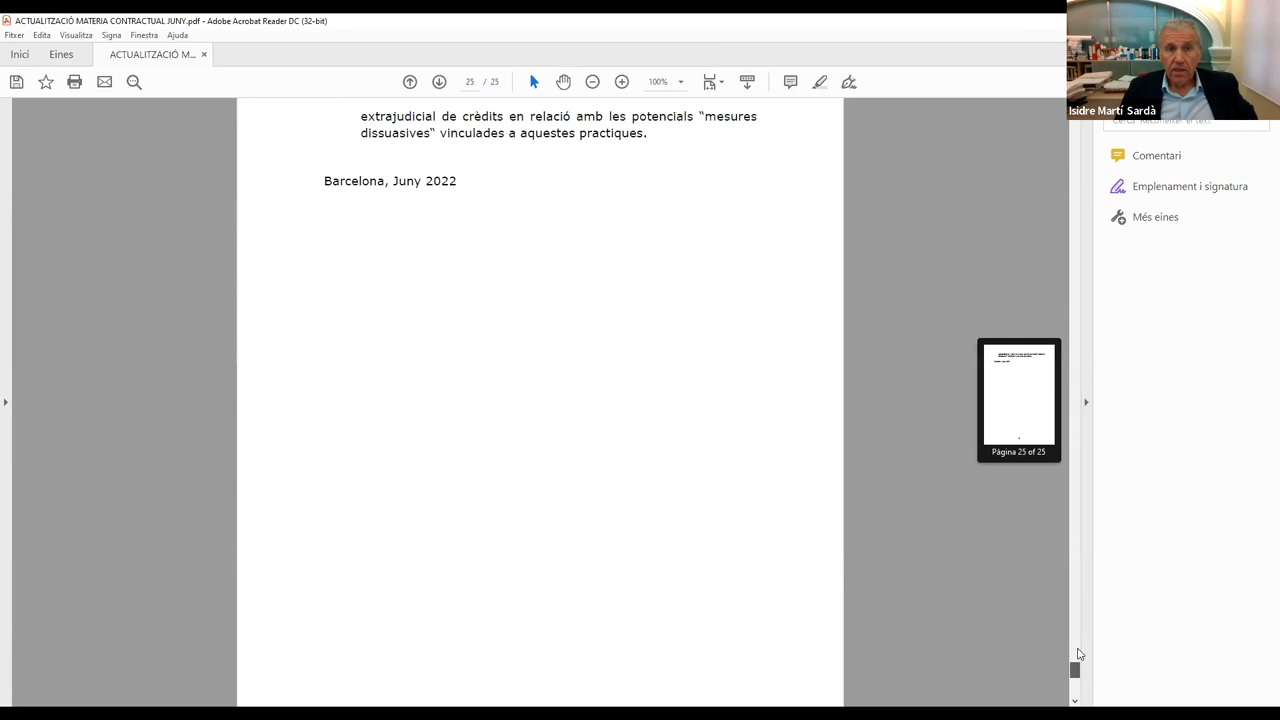 ACTUALITZACIÓ MATERIA CONTRACTUAL JUNY.pdf - Adobe Acrobat Reader DC (32-bit)
Fitxer Edita Visualitza Signa Finestra Ajuda
Inici Eines ACTUALITZACIÓ M... ×
25 / 25 100%
Isidre Martí Sardà
extrajudicial de crèdits en relació amb les potencials “mesures
dissuasives“ vinculades a aquestes practiques.
Barcelona, Juny 2022
Comentari
Emplenament i signatura
Més eines
Pàgina 25 of 25